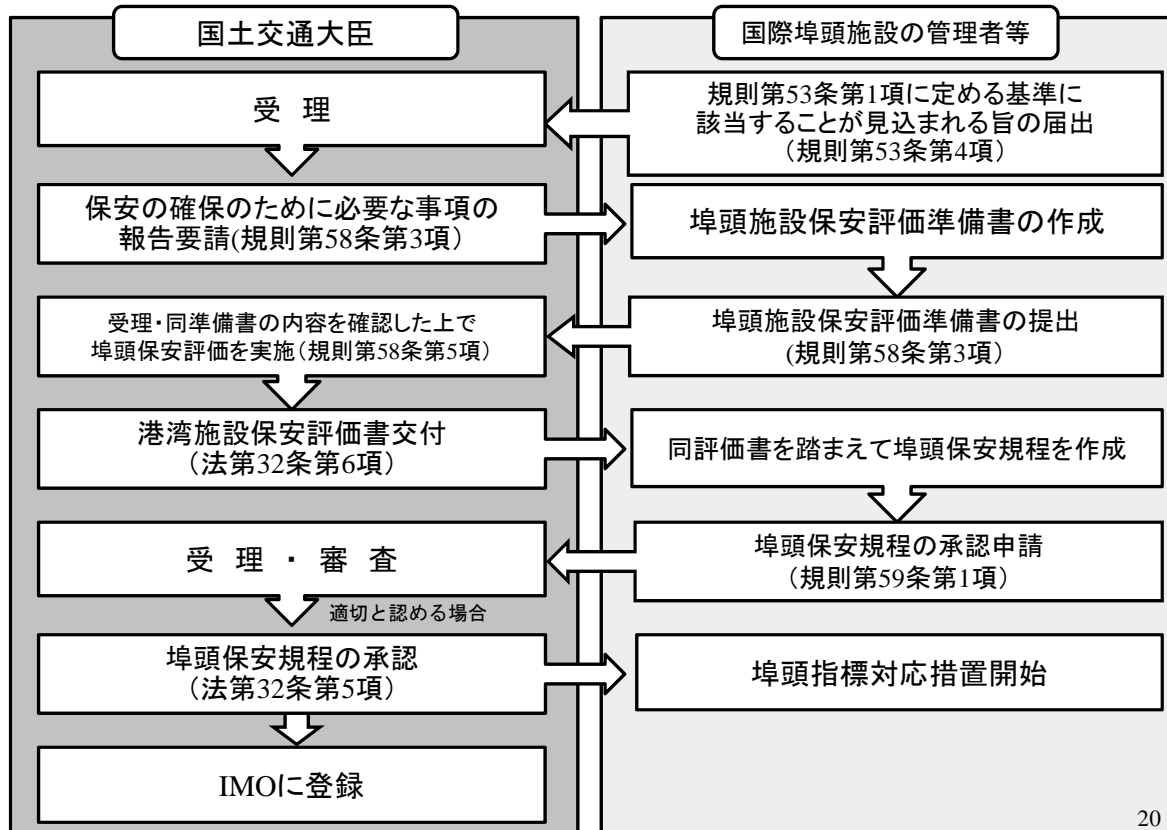 国土交通大臣
国際埠頭施設の管理者等
規則第53条第1項に定める基準に
該当することが見込まれる旨の届出
（規則第53条第4項）
受 理
保安の確保のために必要な事項の
報告要請(規則第58条第3項）
埠頭施設保安評価準備書の作成
埠頭施設保安評価準備書の提出
(規則第58条第3項）
受理・同準備書の内容を確認した上で
埠頭保安評価を実施（規則第58条第5項）
港湾施設保安評価書交付
（法第32条第6項）
同評価書を踏まえて埠頭保安規程を作成
埠頭保安規程の承認申請
（規則第59条第1項）
受 理 ・ 審 査
適切と認める場合
埠頭保安規程の承認
（法第32条第5項）
埠頭指標対応措置開始
IMOに登録
20